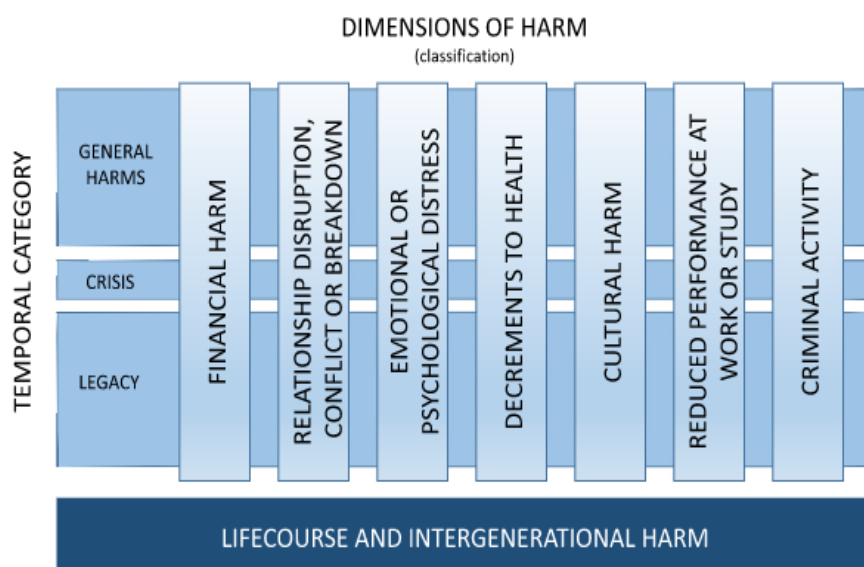 DIMENSIONS OF HARM
(classification)
TEMPORAL CATEGORY
GENERAL
HARMS
CRISIS
LEGACY
FINANCIAL HARM
RELATIONSHIP DISRUPTION,
CONFLICT OR BREAKDOWN
EMOTIONAL OR
PSYCHOLOGICAL DISTRESS
DECREMENTS TO HEALTH
CULTURAL HARM
REDUCED PERFORMANCE AT
WORK OR STUDY
CRIMINAL ACTIVITY
LIFECOURSE AND INTERGENERATIONAL HARM